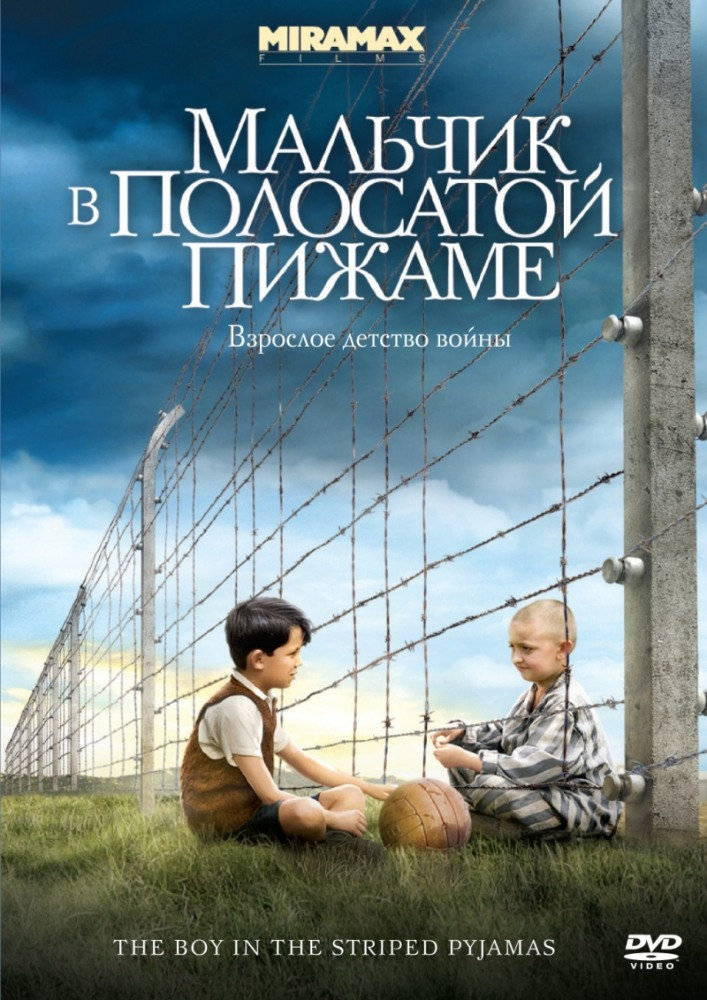 MIRAMAX
FILMS
МАЛЬЧИК
В ПОЛОСАТОЙ
ПИЖАМЕ
Взрослое детство войны
THE BOY IN THE STRIPED PYJAMAS
DVD
VIDEO